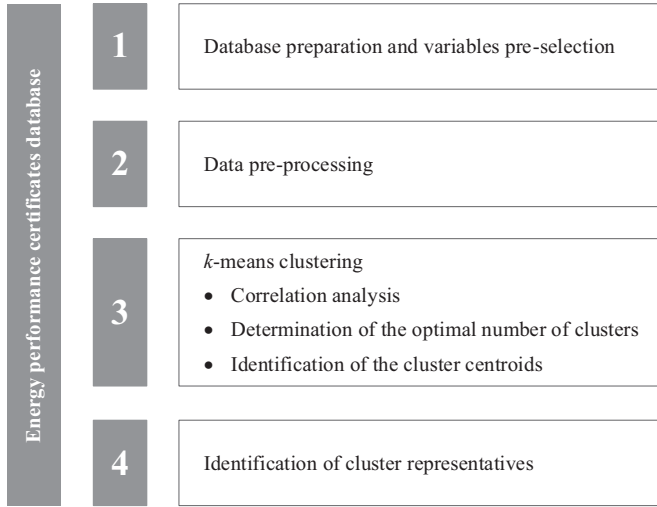 Energy performance certificates database
1
Database preparation and variables pre-selection
2
Data pre-processing
3
k-means clustering
• Correlation analysis
• Determination of the optimal number of clusters
• Identification of the cluster centroids
4
Identification of cluster representatives